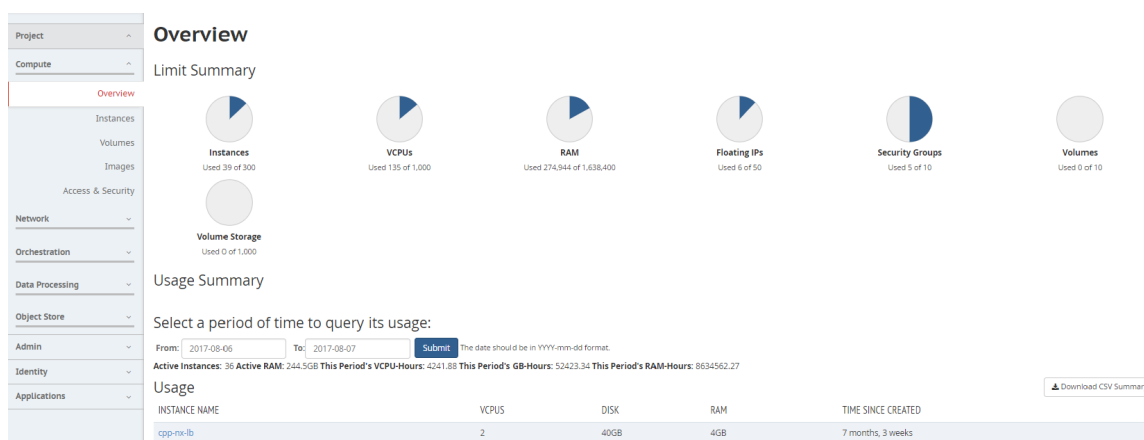 Project
Compute
Overview
Instances
Volumes
Images
Access & Security
Network
Orchestration
Data Processing
Object Store
Admin
Identity
Applications
Overview
Limit Summary
Instances
Used 39 of 300
VCPUs
Used 135 of 1,000
RAM
Used 274,944 of 1,638,400
Floating IPs
Used 6 of 50
Security Groups
Used 5 of 10
Volumes
Used 0 of 10
Volume Storage
Used 0 of 1,000
Usage Summary
Select a period of time to query its usage:
From: 2017-08-06 To: 2017-08-07 Submit The date should be in YYYY-mm-dd format.
Active Instances: 36 Active RAM: 244.5GB This Period's VCPU-Hours: 4241.88 This Period's GB-Hours: 52423.34 This Period's RAM-Hours: 8634562.27
Usage
Download CSV Summar
INSTANCE NAME VCPUS DISK RAM TIME SINCE CREATED
cpp-nx-lb 2 40GB 4GB 7 months, 3 weeks